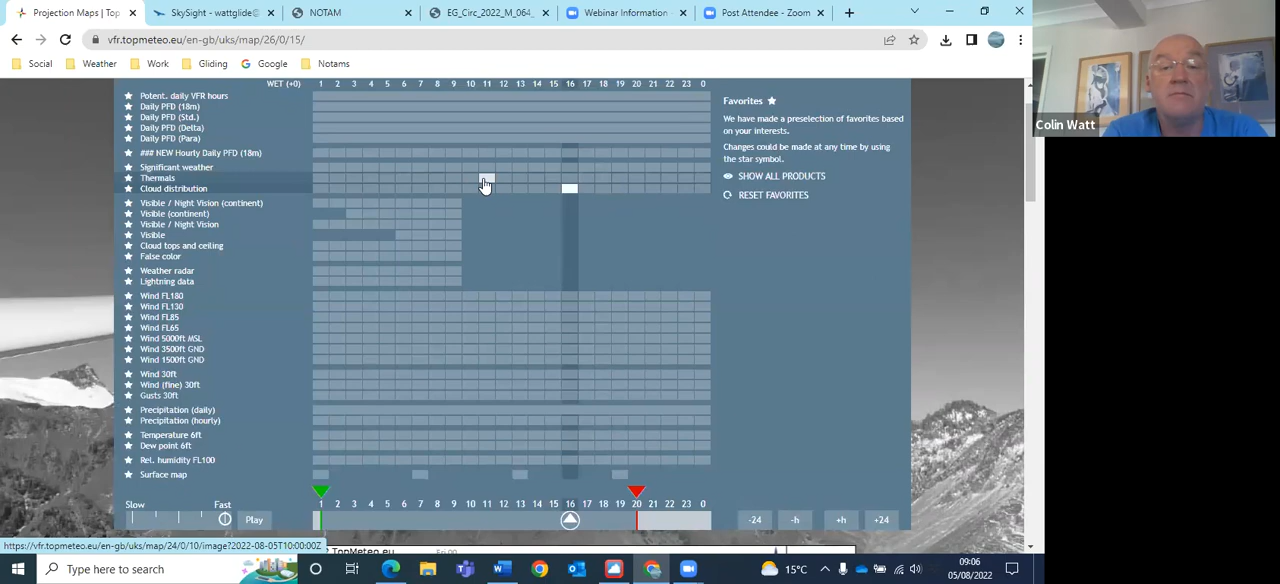 Projection Maps | TopMeteo
SkySight - wattglide@
NOTAM
EG_Circ_2022_M_064_
Webinar Information
Post Attendee - Zoom
vfr.topmeteo.eu/en-gb/uks/map/26/0/15/
Social
Weather
Work
Gliding
Google
Notams
WET (+0) 1 2 3 4 5 6 7 8 9 10 11 12 13 14 15 16 17 18 19 20 21 22 23 0
Potent. daily VFR hours
Daily PFD (18m)
Daily PFD (Std.)
Daily PFD (Delta)
Daily PFD (Para)
### NEW Hourly Daily PFD (18m)
Significant weather
Thermals
Cloud distribution
Visible / Night Vision (continent)
Visible (continent)
Visible / Night Vision
Visible
Cloud tops and ceiling
False color
Weather radar
Lightning data
Wind FL180
Wind FL130
Wind FL85
Wind FL65
Wind 5000ft MSL
Wind 3500ft GND
Wind 1500ft GND
Wind 30ft
Wind (fine) 30ft
Gusts 30ft
Precipitation (daily)
Precipitation (hourly)
Temperature 6ft
Dew point 6ft
Rel. humidity FL100
Surface map
Favorites
We have made a preselection of favorites based
on your interests.
Changes could be made at any time by using
the star symbol.
SHOW ALL PRODUCTS
RESET FAVORITES
Colin Watt
Slow
Fast
Play
1 2 3 4 5 6 7 8 9 10 11 12 13 14 15 16 17 18 19 20 21 22 23 0
-24
-h
+h
+24
https://vfr.topmeteo.eu/en-gb/uks/map/24/0/10/image?2022-08-05T10:00:00Z
TopMeteo.eu
Type here to search
15°C
09:06
05/08/2022